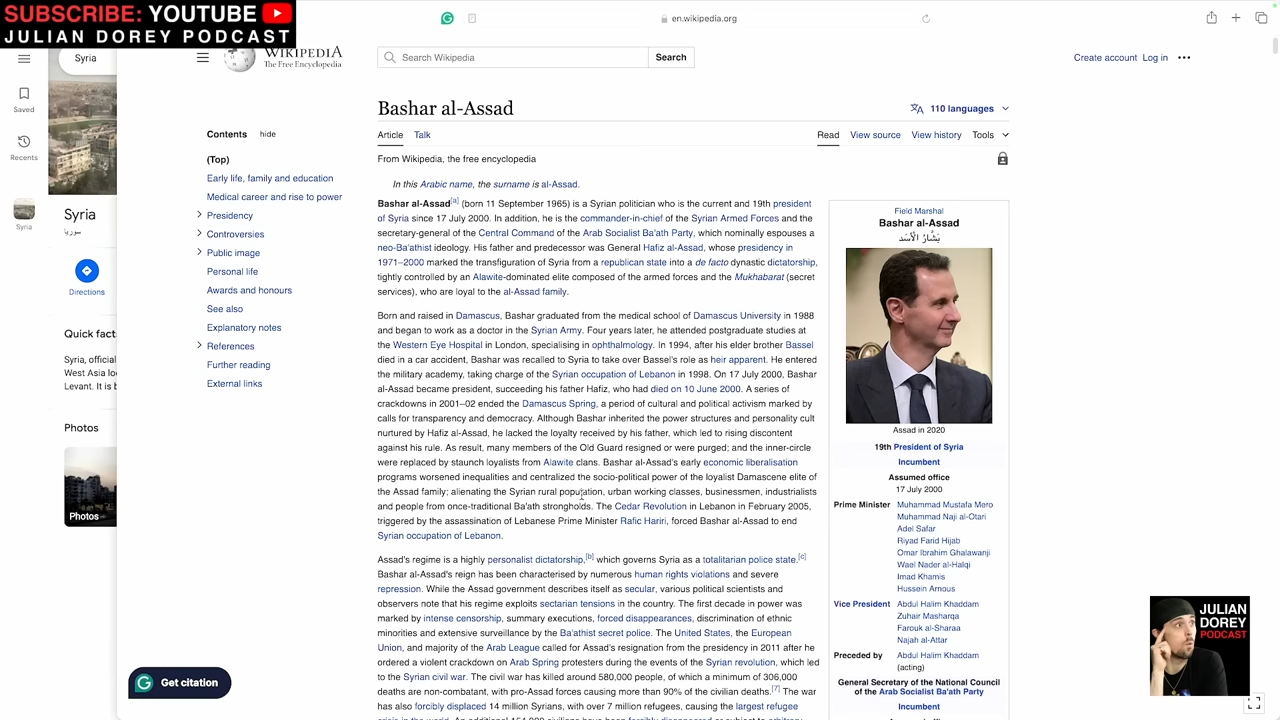 SUBSCRIBE: YOUTUBE
JULIAN DOREY PODCAST
en.wikipedia.org
Saved
Recents
Syria
Syria
Syria
سوريا
Directions
Quick fact
Syria, official
West Asia lo
Levant. It is b
Photos
Photos
WIKIPEDIA
The Free Encyclopedia
Search Wikipedia
Search
Create account Log in
Bashar al-Assad
110 languages
Article Talk
Read View source View history Tools
Contents hide
(Top)
Early life, family and education
Medical career and rise to power
Presidency
Controversies
Public image
Personal life
Awards and honours
See also
Explanatory notes
References
Further reading
External links
From Wikipedia, the free encyclopedia
In this Arabic name, the surname is al-Assad.
Bashar al-Assad[a] (born 11 September 1965) is a Syrian politician who is the current and 19th president
of Syria since 17 July 2000. In addition, he is the commander-in-chief of the Syrian Armed Forces and the
secretary-general of the Central Command of the Arab Socialist Ba'ath Party, which nominally espouses a
neo-Ba'athist ideology. His father and predecessor was General Hafiz al-Assad, whose presidency in
1971–2000 marked the transfiguration of Syria from a republican state into a de facto dynastic dictatorship,
tightly controlled by an Alawite-dominated elite composed of the armed forces and the Mukhabarat (secret
services), who are loyal to the al-Assad family.
Born and raised in Damascus, Bashar graduated from the medical school of Damascus University in 1988
and began to work as a doctor in the Syrian Army. Four years later, he attended postgraduate studies at
the Western Eye Hospital in London, specialising in ophthalmology. In 1994, after his elder brother Bassel
died in a car accident, Bashar was recalled to Syria to take over Bassel's role as heir apparent. He entered
the military academy, taking charge of the Syrian occupation of Lebanon in 1998. On 17 July 2000, Bashar
al-Assad became president, succeeding his father Hafiz, who had died on 10 June 2000. A series of
crackdowns in 2001–02 ended the Damascus Spring, a period of cultural and political activism marked by
calls for transparency and democracy. Although Bashar inherited the power structures and personality cult
nurtured by Hafiz al-Assad, he lacked the loyalty received by his father, which led to rising discontent
against his rule. As result, many members of the Old Guard resigned or were purged; and the inner-circle
were replaced by staunch loyalists from Alawite clans. Bashar al-Assad's early economic liberalisation
programs worsened inequalities and centralized the socio-political power of the loyalist Damascene elite of
the Assad family; alienating the Syrian rural population, urban working classes, businessmen, industrialists
and people from once-traditional Ba'ath strongholds. The Cedar Revolution in Lebanon in February 2005,
triggered by the assassination of Lebanese Prime Minister Rafic Hariri, forced Bashar al-Assad to end
Syrian occupation of Lebanon.
Assad's regime is a highly personalist dictatorship,[b] which governs Syria as a totalitarian police state.[c]
Bashar al-Assad's reign has been characterised by numerous human rights violations and severe
repression. While the Assad government describes itself as secular, various political scientists and
observers note that his regime exploits sectarian tensions in the country. The first decade in power was
marked by intense censorship, summary executions, forced disappearances, discrimination of ethnic
minorities and extensive surveillance by the Ba'athist secret police. The United States, the European
Union, and majority of the Arab League called for Assad's resignation from the presidency in 2011 after he
ordered a violent crackdown on Arab Spring protesters during the events of the Syrian revolution, which led
to the Syrian civil war. The civil war has killed around 580,000 people, of which a minimum of 306,000
deaths are non-combatant, with pro-Assad forces causing more than 90% of the civilian deaths.[7] The war
has also forcibly displaced 14 million Syrians, with over 7 million refugees, causing the largest refugee
Field Marshal
Bashar al-Assad
بَشَّارُ الْأَسَد
Assad in 2020
19th President of Syria
Incumbent
Assumed office
17 July 2000
Prime Minister Muhammad Mustafa Mero
Muhammad Naji al-Otari
Adel Safar
Riyad Farid Hijab
Omar Ibrahim Ghalawanji
Wael Nader al-Halqi
Imad Khamis
Hussein Arnous
Vice President Abdul Halim Khaddam
Zuhair Masharqa
Farouk al-Sharaa
Najah al-Attar
Preceded by Abdul Halim Khaddam
(acting)
General Secretary of the National Council
of the Arab Socialist Ba'ath Party
Incumbent
Get citation
JULIAN
DOREY
PODCAST